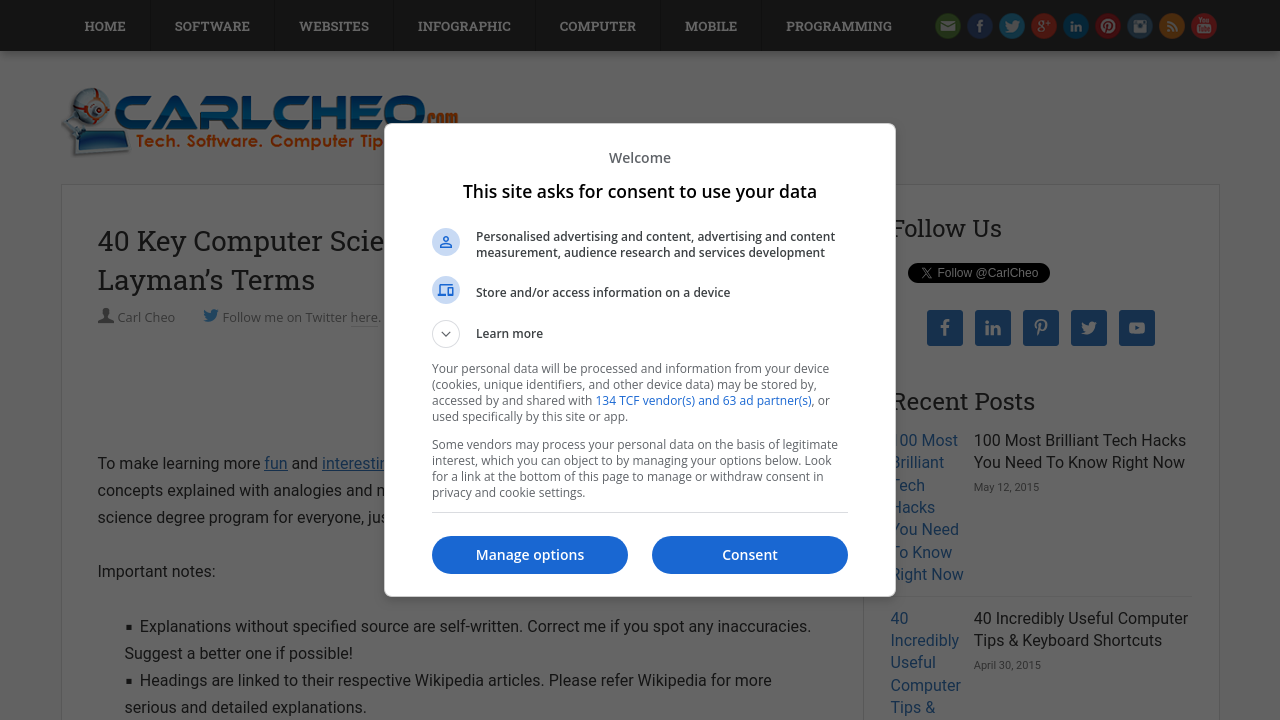 HOME SOFTWARE WEBSITES INFOGRAPHIC COMPUTER MOBILE PROGRAMMING
CARLCHEO.com
Tech. Software. Computer Tip
Welcome
This site asks for consent to use your data
Personalised advertising and content, advertising and content
measurement, audience research and services development
Store and/or access information on a device
Learn more
Your personal data will be processed and information from your device
(cookies, unique identifiers, and other device data) may be stored by,
accessed by and shared with 134 TCF vendor(s) and 63 ad partner(s), or
used specifically by this site or app.
Some vendors may process your personal data on the basis of legitimate
interest, which you can object to by managing your options below. Look
for a link at the bottom of this page to manage or withdraw consent in
privacy and cookie settings.
Manage options Consent
40 Key Computer Scie
Layman's Terms
Carl Cheo Follow me on Twitter here.
To make learning more fun and interestin
concepts explained with analogies and
science degree program for everyone, jus
Important notes:
▪ Explanations without specified source are self-written. Correct me if you spot any inaccuracies.
Suggest a better one if possible!
▪ Headings are linked to their respective Wikipedia articles. Please refer Wikipedia for more
serious and detailed explanations.
Follow Us
Follow @CarlCheo
Recent Posts
00 Most
Brilliant
Tech
Hacks
You Need
To Know
Right Now
100 Most Brilliant Tech Hacks
You Need To Know Right Now
May 12, 2015
40
Incredibly
Useful
Computer
Tips &
40 Incredibly Useful Computer
Tips & Keyboard Shortcuts
April 30, 2015